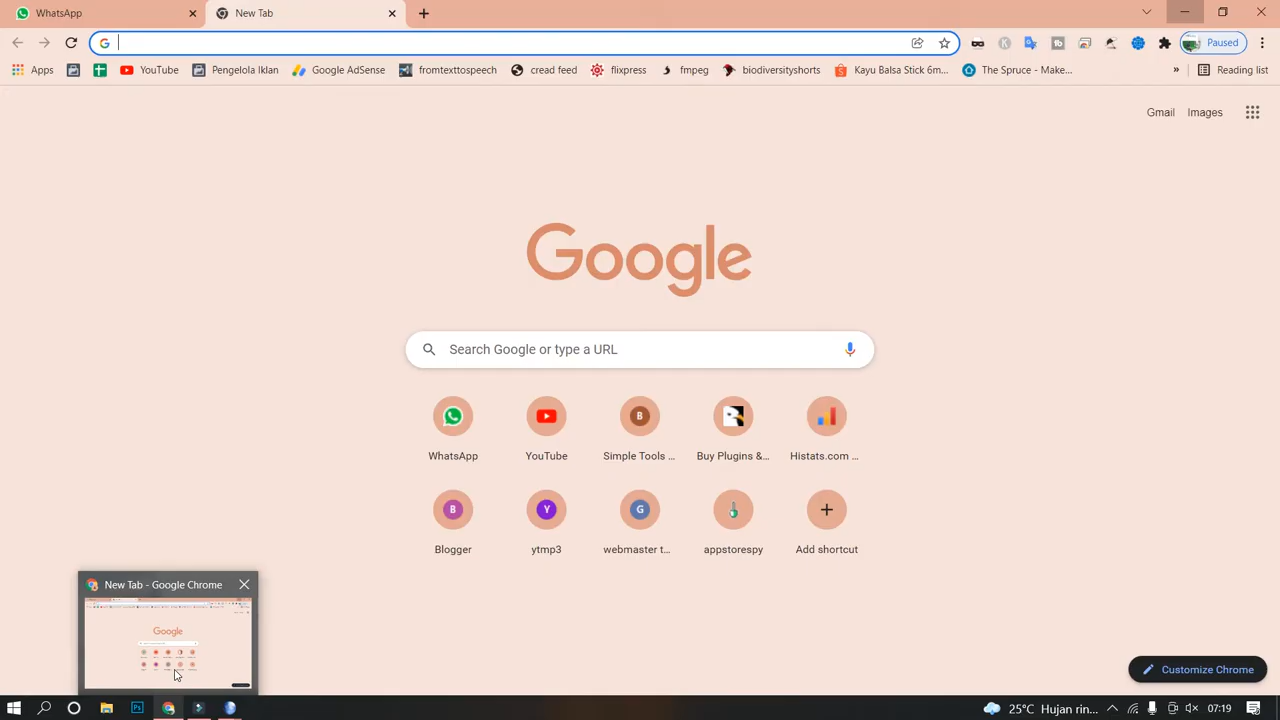 WhatsApp
New Tab
Paused
Apps
YouTube
Pengelola Iklan
Google AdSense
fromtexttospeech
cread feed
flixpress
fmpeg
biodiversityshorts
Kayu Balsa Stick 6m...
The Spruce - Make...
»
Reading list
Gmail
Images
Google
Search Google or type a URL
B
WhatsApp
YouTube
Simple Tools ...
Buy Plugins &...
Histats.com ...
B
Y
G
Blogger
ytmp3
webmaster t...
appstorespy
Add shortcut
New Tab - Google Chrome
Google
Customize Chrome
Ps
25°C Hujan rin...
07:19